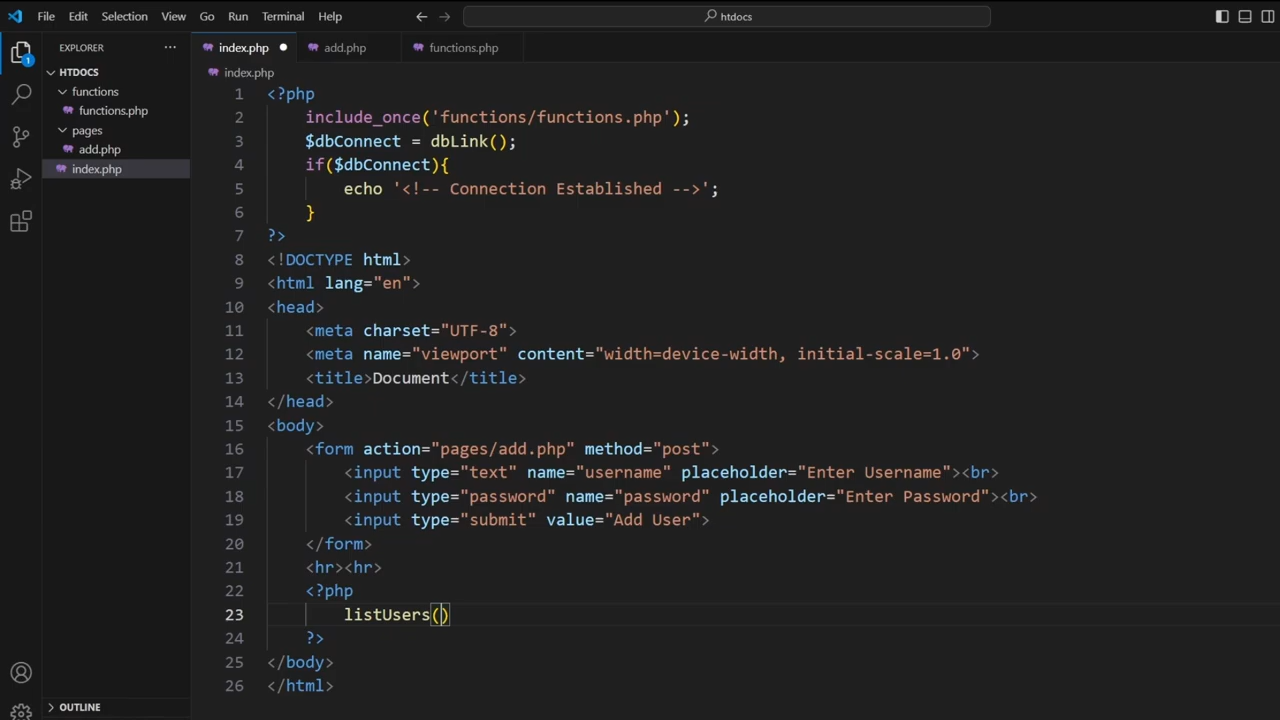 File Edit Selection View Go Run Terminal Help htdocs
EXPLORER ···
index.php add.php functions.php
HTDOCS
functions
functions.php
pages
add.php
index.php
1
OUTLINE
index.php
1 <?php
2 include_once('functions/functions.php');
3 $dbConnect = dbLink();
4 if($dbConnect){
5 echo '<!-- Connection Established -->';
6 }
7 ?>
8 <!DOCTYPE html>
9 <html lang="en">
10 <head>
11 <meta charset="UTF-8">
12 <meta name="viewport" content="width=device-width, initial-scale=1.0">
13 <title>Document</title>
14 </head>
15 <body>
16 <form action="pages/add.php" method="post">
17 <input type="text" name="username" placeholder="Enter Username"><br>
18 <input type="password" name="password" placeholder="Enter Password"><br>
19 <input type="submit" value="Add User">
20 </form>
21 <hr><hr>
22 <?php
23 listUsers()
24 ?>
25 </body>
26 </html>